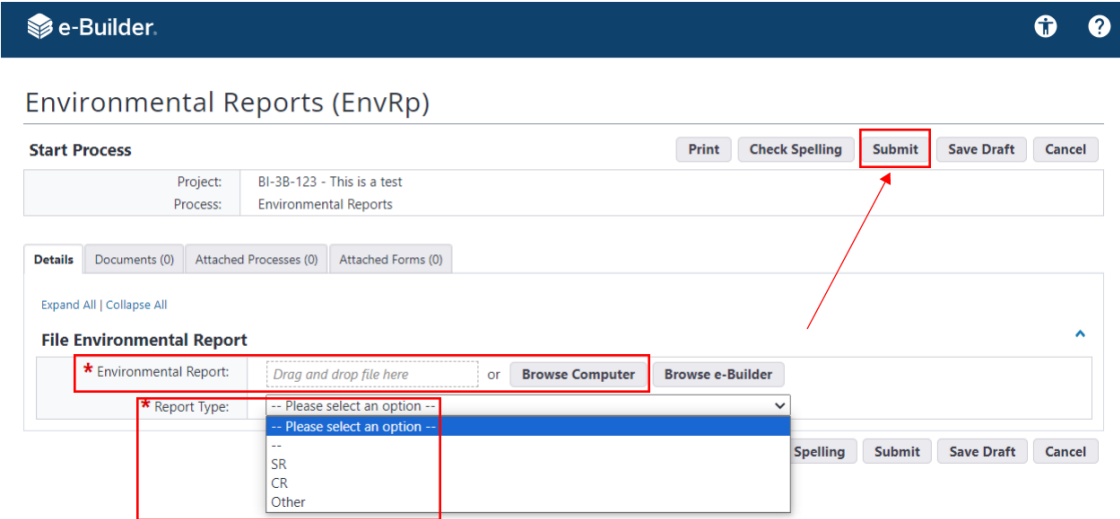 e-Builder.
Environmental Reports (EnvRp)
Start Process
Print Check Spelling Submit Save Draft Cancel
Project: BI-3B-123 - This is a test
Process: Environmental Reports
Details Documents (0) Attached Processes (0) Attached Forms (0)
Expand All | Collapse All
File Environmental Report
* Environmental Report: Drag and drop file here or Browse Computer Browse e-Builder
* Report Type: -- Please select an option --
-- Please select an option --
--
SR
CR
Other
Spelling Submit Save Draft Cancel